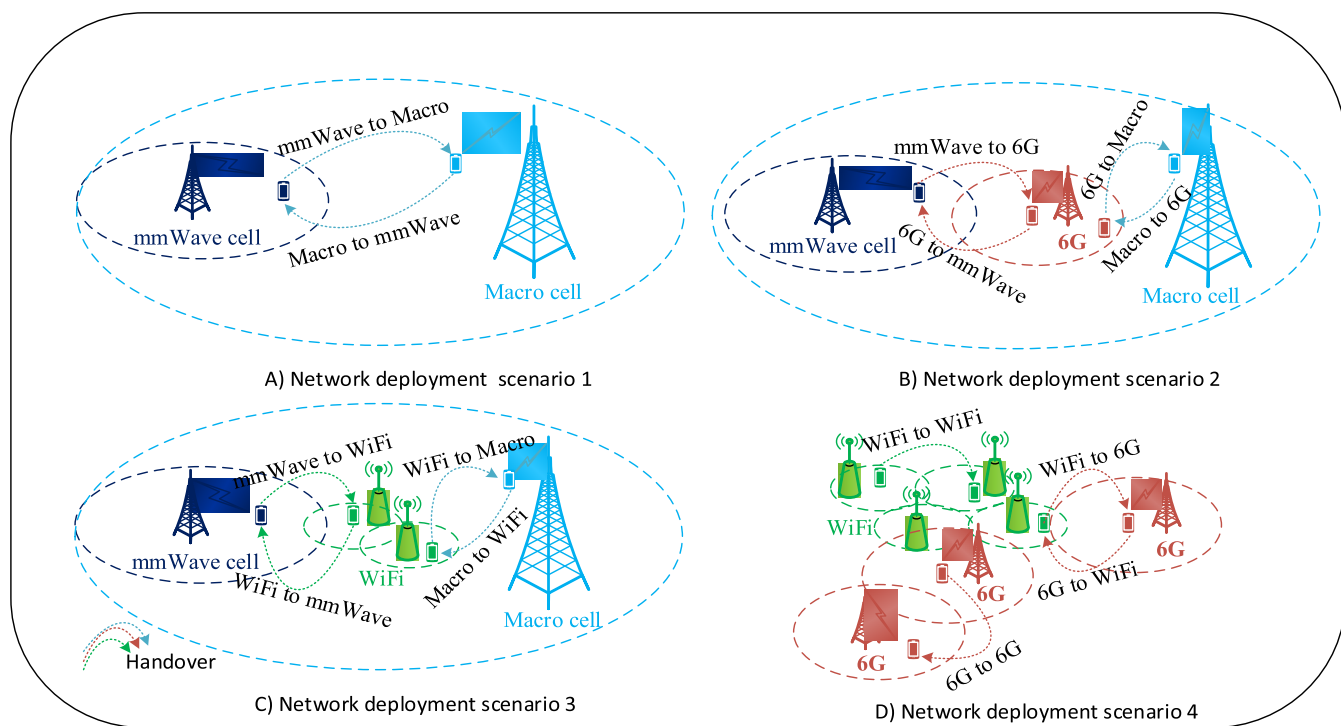 mmWave to Macro
mmWave cell
Macro to mmWave
Macro cell
A) Network deployment  scenario 1
mmWave to 6G
6G to Macro
mmWave cell
6G
6G to mmWave
Macro to 6G
Macro cell
B) Network deployment scenario 2
mmWave to WiFi
WiFi to Macro
mmWave cell
WiFi
WiFi to mmWave
Macro to WiFi
Macro cell
Handover
C) Network deployment scenario 3
WiFi to WiFi
WiFi to 6G
WiFi
6G
6G
6G to WiFi
6G
6G to 6G
D) Network deployment scenario 4